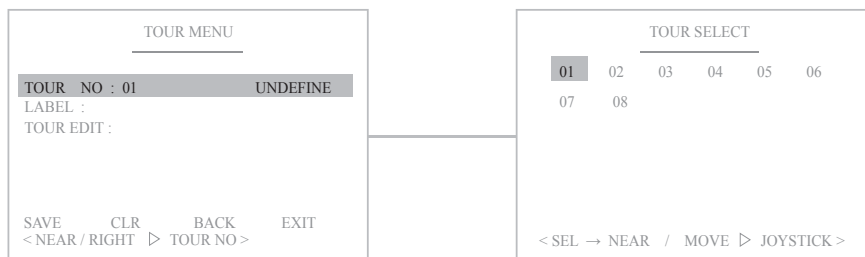 TOUR MENU
TOUR NO : 01 UNDEFINE
LABEL :
TOUR EDIT :
SAVE CLR BACK EXIT
< NEAR / RIGHT ▷ TOUR NO >
TOUR SELECT
01 02 03 04 05 06
07 08
< SEL → NEAR / MOVE ▷ JOYSTICK >